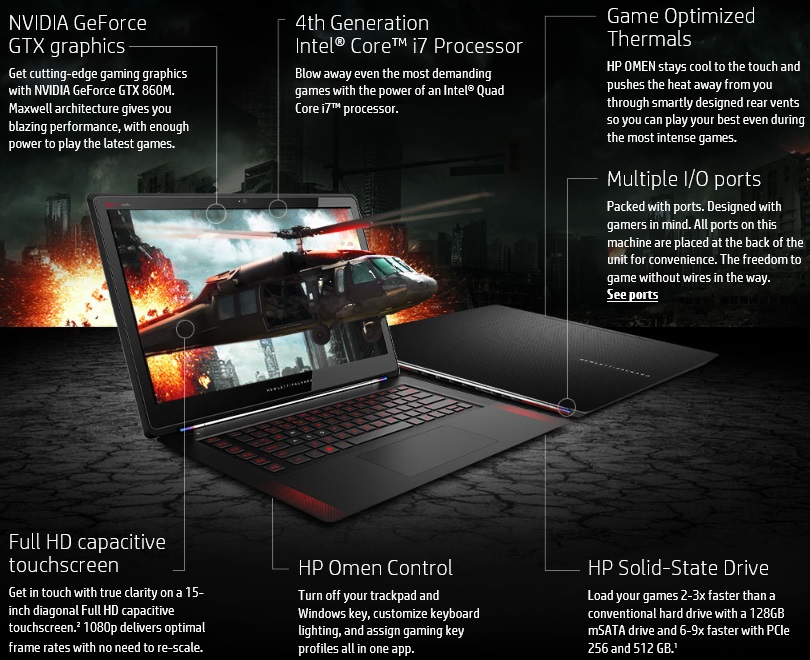 NVIDIA GeForce
GTX graphics
Get cutting-edge gaming graphics
with NVIDIA GeForce GTX 860M.
Maxwell architecture gives you
blazing performance, with enough
power to play the latest games.
4th Generation
Intel® Core™ i7 Processor
Blow away even the most demanding
games with the power of an Intel® Quad
Core i7™ processor.
Game Optimized
Thermals
HP OMEN stays cool to the touch and
pushes the heat away from you
through smartly designed rear vents
so you can play your best even during
the most intense games.
Multiple I/O ports
Packed with ports. Designed with
gamers in mind. All ports on this
machine are placed at the back of the
unit for convenience. The freedom to
game without wires in the way.
See ports
HEWLETT-PACKARD
HEWLETT-PACKARD
Full HD capacitive
touchscreen
Get in touch with true clarity on a 15-
inch diagonal Full HD capacitive
touchscreen.² 1080p delivers optimal
frame rates with no need to re-scale.
HP Omen Control
Turn off your trackpad and
Windows key, customize keyboard
lighting, and assign gaming key
profiles all in one app.
HP Solid-State Drive
Load your games 2-3x faster than a
conventional hard drive with a 128GB
mSATA drive and 6-9x faster with PCIe
256 and 512 GB.¹